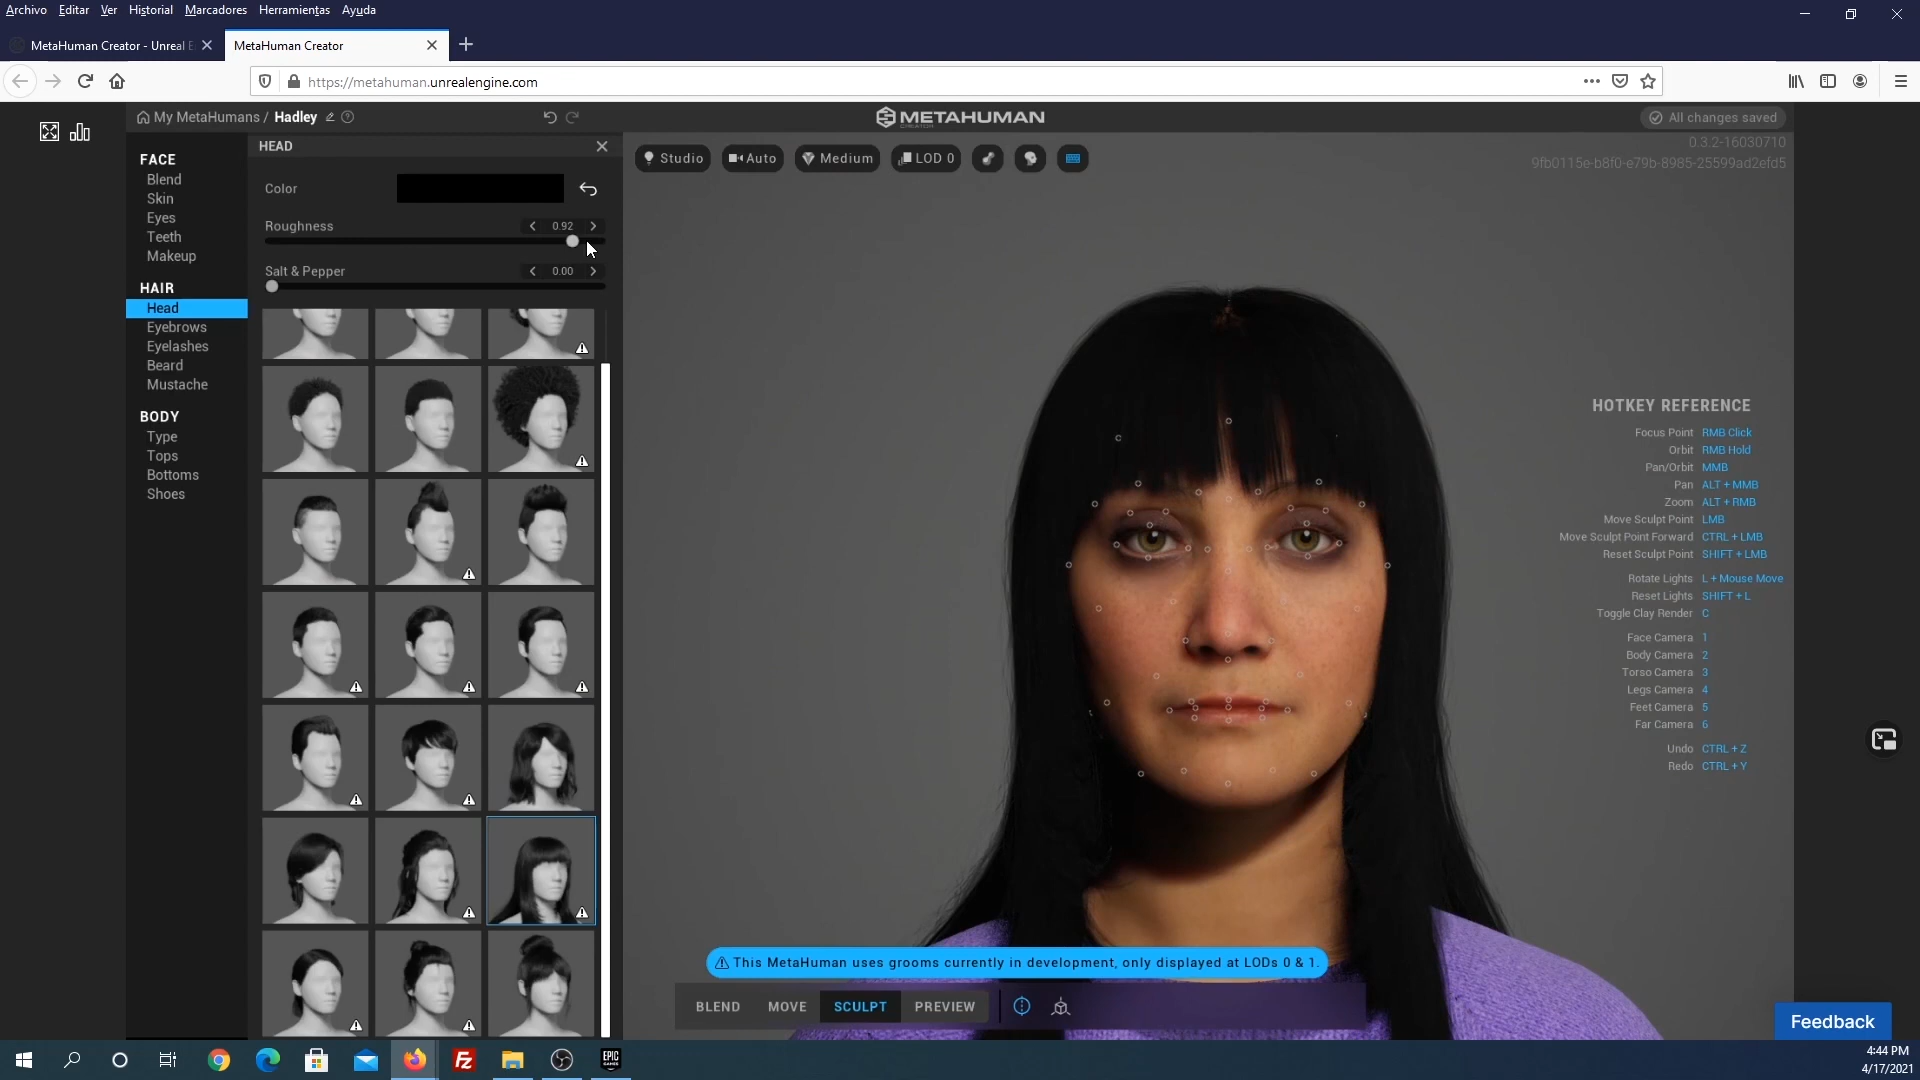 Archivo Editar Ver Historial Marcadores Herramientas Ayuda
MetaHuman Creator - Unreal E
MetaHuman Creator
https://metahuman.unrealengine.com
My MetaHumans / Hadley
METAHUMAN
CREATOR
All changes saved
0.3.2-16030710
9fb0115e-b8f0-e79b-8985-25599ad2efd5
FACE
Blend
Skin
Eyes
Teeth
Makeup
HAIR
Head
Eyebrows
Eyelashes
Beard
Mustache
BODY
Type
Tops
Bottoms
Shoes
HEAD
Color
Roughness 0.92
Salt & Pepper 0.00
Studio Auto Medium LOD 0
HOTKEY REFERENCE
Focus Point RMB Click
Orbit RMB Hold
Pan/Orbit MMB
Pan ALT + MMB
Zoom ALT + RMB
Move Sculpt Point LMB
Move Sculpt Point Forward CTRL + LMB
Reset Sculpt Point SHIFT + LMB
Rotate Lights L + Mouse Move
Reset Lights SHIFT + L
Toggle Clay Render C
Face Camera 1
Body Camera 2
Torso Camera 3
Legs Camera 4
Feet Camera 5
Far Camera 6
Undo CTRL + Z
Redo CTRL + Y
This MetaHuman uses grooms currently in development, only displayed at LODs 0 & 1.
BLEND MOVE SCULPT PREVIEW
Feedback
EPIC
GAMES
4:44 PM
4/17/2021